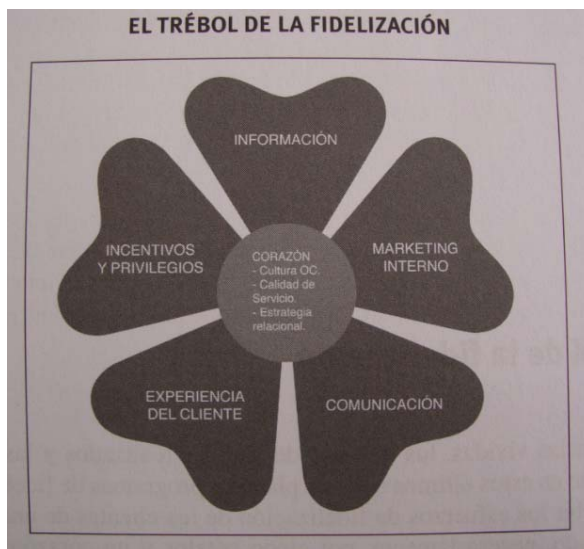 EL TRÉBOL DE LA FIDELIZACIÓN
INFORMACIÓN
INCENTIVOS
Y PRIVILEGIOS
CORAZÓN
- Cultura OC.
- Calidad de
Servicio.
- Estrategia
relacional.
MARKETING
INTERNO
EXPERIENCIA
DEL CLIENTE
COMUNICACIÓN